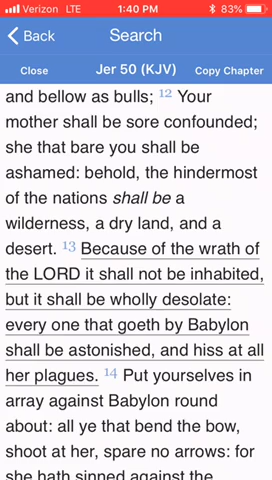 Verizon LTE 1:40 PM 83%
Back Search
Close Jer 50 (KJV) Copy Chapter
and bellow as bulls; 12 Your
mother shall be sore confounded;
she that bare you shall be
ashamed: behold, the hindermost
of the nations shall be a
wilderness, a dry land, and a
desert. 13 Because of the wrath of
the LORD it shall not be inhabited,
but it shall be wholly desolate:
every one that goeth by Babylon
shall be astonished, and hiss at all
her plagues. 14 Put yourselves in
array against Babylon round
about: all ye that bend the bow,
shoot at her, spare no arrows: for
she hath sinned against the